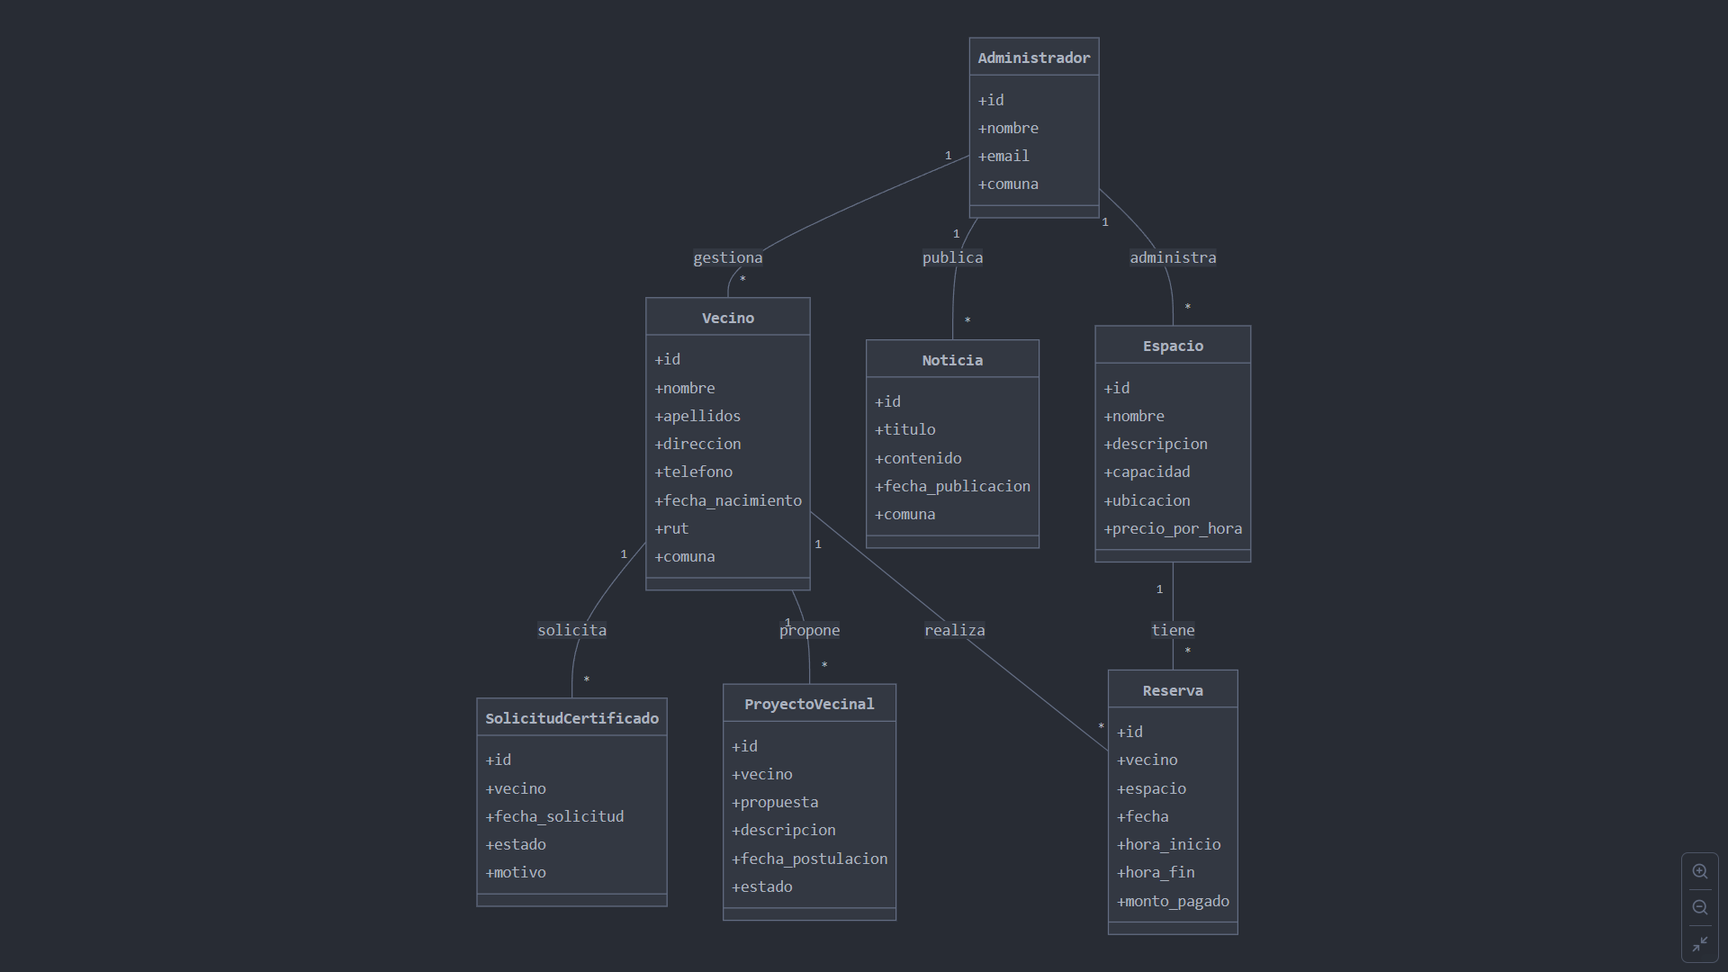 Administrador
+id
+nombre
+email
+comuna
1
1
1
gestiona
publica
administra
*
*
*
Vecino
+id
+nombre
+apellidos
+direccion
+telefono
+fecha_nacimiento
+rut
+comuna
Noticia
+id
+titulo
+contenido
+fecha_publicacion
+comuna
Espacio
+id
+nombre
+descripcion
+capacidad
+ubicacion
+precio_por_hora
1
1
1
1
solicita
propone
realiza
tiene
*
*
*
*
SolicitudCertificado
+id
+vecino
+fecha_solicitud
+estado
+motivo
ProyectoVecinal
+id
+vecino
+propuesta
+descripcion
+fecha_postulacion
+estado
Reserva
+id
+vecino
+espacio
+fecha
+hora_inicio
+hora_fin
+monto_pagado